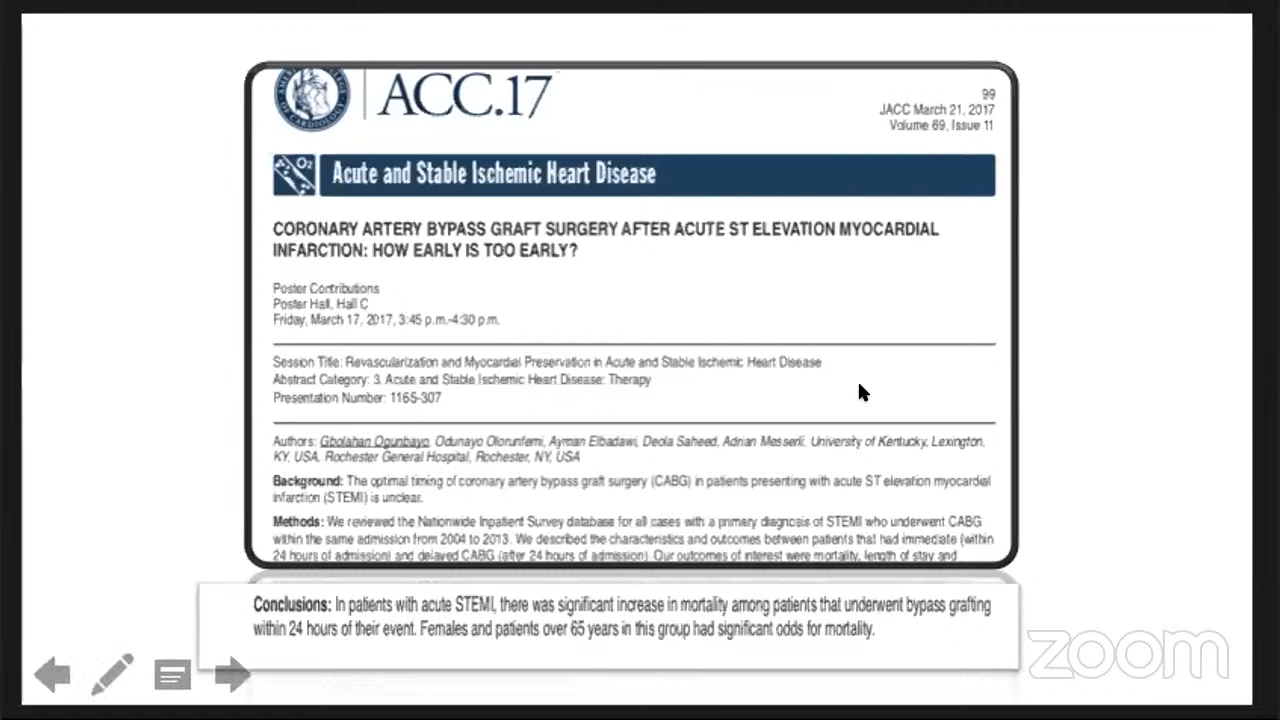 ACC.17
99
JACC March 21, 2017
Volume 69, Issue 11
O₂
Acute and Stable Ischemic Heart Disease
CORONARY ARTERY BYPASS GRAFT SURGERY AFTER ACUTE ST ELEVATION MYOCARDIAL
INFARCTION: HOW EARLY IS TOO EARLY?
Poster Contributions
Poster Hall, Hall C
Friday, March 17, 2017, 3:45 p.m.-4:30 p.m.
Session Title: Revascularization and Myocardial Preservation in Acute and Stable Ischemic Heart Disease
Abstract Category: 3. Acute and Stable Ischemic Heart Disease: Therapy
Presentation Number: 1165-307
Authors: Gbolahan Ogunbayo, Odunayo Olorunfemi, Ayman Elbadawi, Deola Saheed, Adrian Messerli, University of Kentucky, Lexington,
KY, USA, Rochester General Hospital, Rochester, NY, USA
Background: The optimal timing of coronary artery bypass graft surgery (CABG) in patients presenting with acute ST elevation myocardial
infarction (STEMI) is unclear.
Methods: We reviewed the Nationwide Inpatient Survey database for all cases with a primary diagnosis of STEMI who underwent CABG
within the same admission from 2004 to 2013. We described the characteristics and outcomes between patients that had immediate (within
24 hours of admission) and delayed CABG (after 24 hours of admission). Our outcomes of interest were mortality, length of stay and
Conclusions: In patients with acute STEMI, there was significant increase in mortality among patients that underwent bypass grafting
within 24 hours of their event. Females and patients over 65 years in this group had significant odds for mortality.
zoom